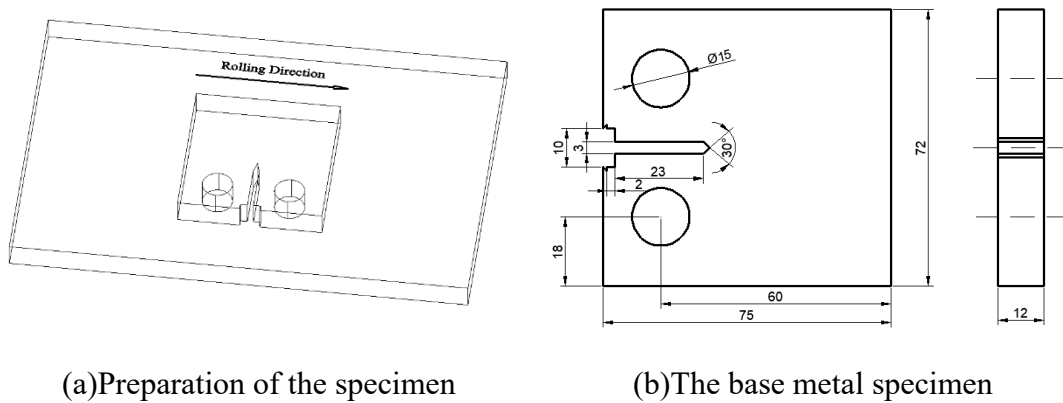 Rolling Direction
Ø15
10
3
30°
23
2
72
18
60
75
12
(a)Preparation of the specimen
(b)The base metal specimen